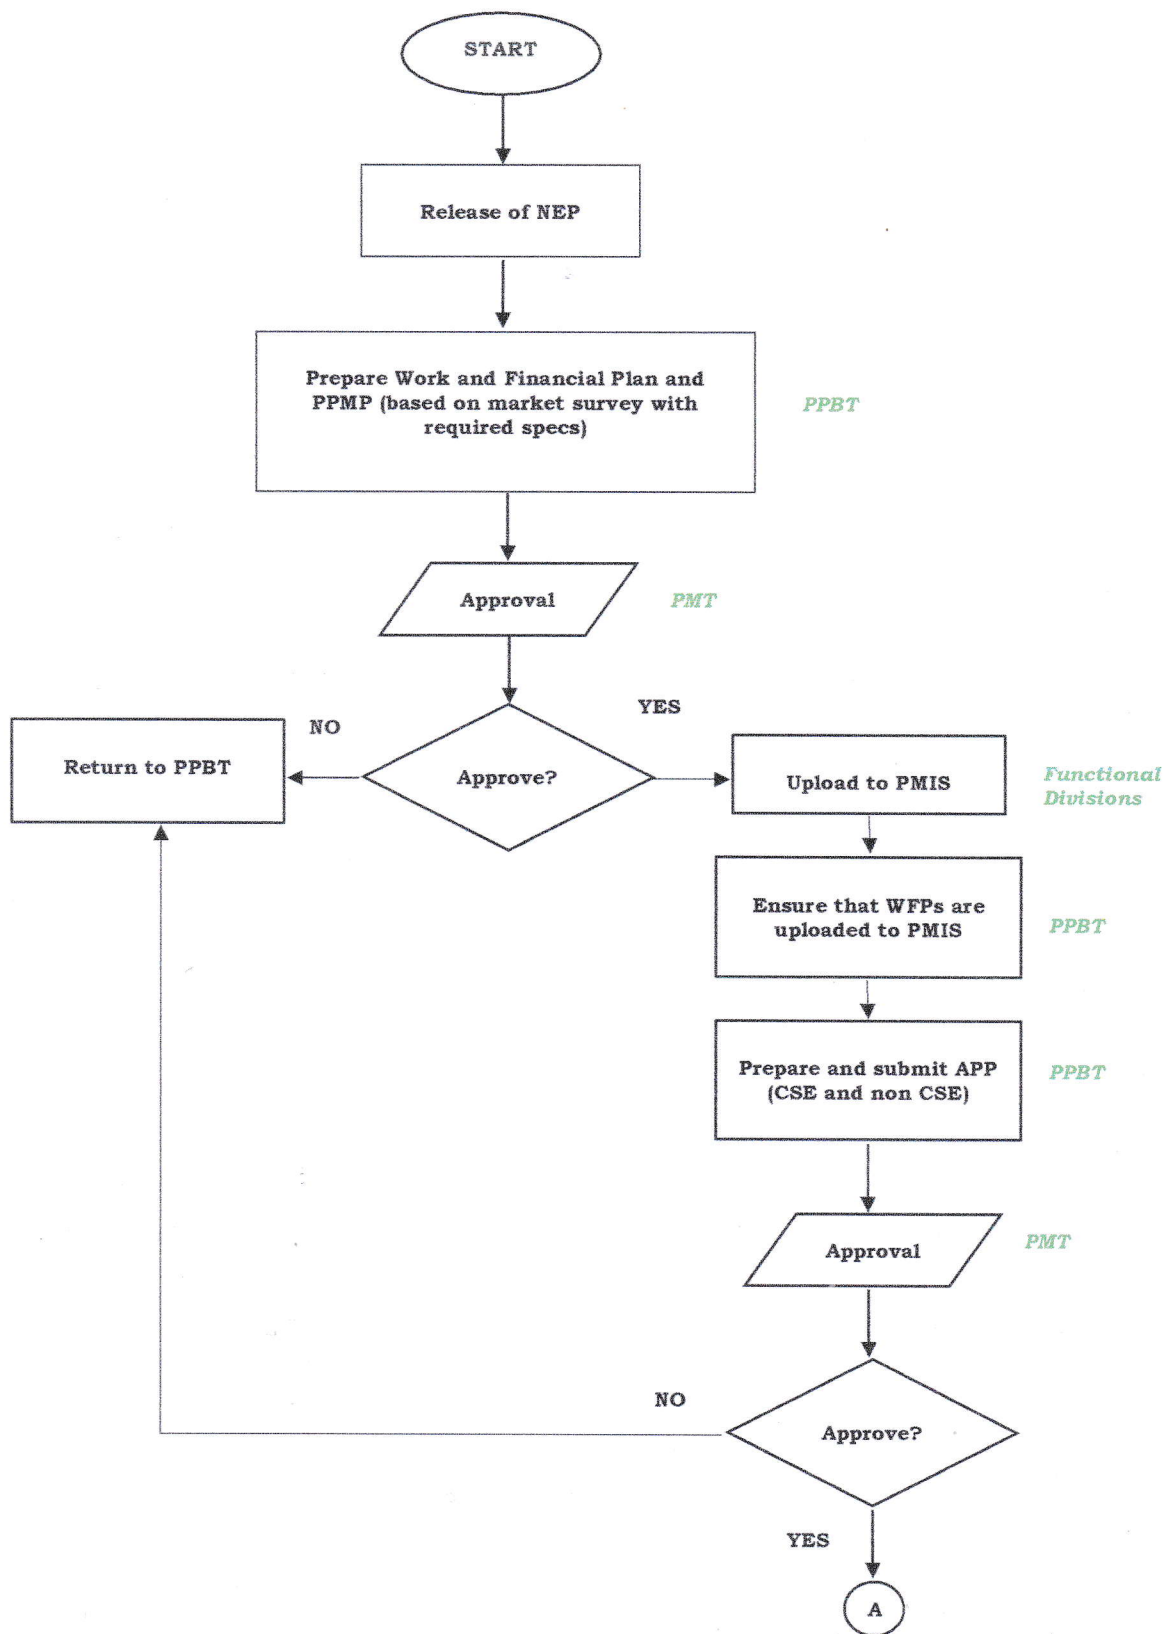 START
Release of NEP
Prepare Work and Financial Plan and
PPMP (based on market survey with
required specs)
PPBT
Approval
PMT
NO
YES
Return to PPBT
Approve?
Upload to PMIS
Functional
Divisions
Ensure that WFPs are
uploaded to PMIS
PPBT
Prepare and submit APP
(CSE and non CSE)
PPBT
Approval
PMT
NO
Approve?
YES
A